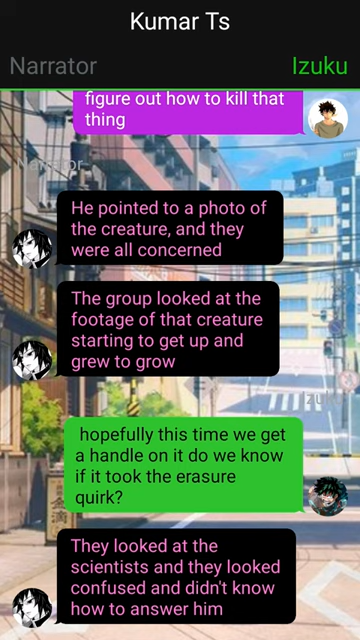 Kumar Ts
Narrator
Izuku
figure out how to kill that
thing
Narrator
He pointed to a photo of
the creature, and they
were all concerned
The group looked at the
footage of that creature
starting to get up and
grew to grow
Izuku
hopefully this time we get
a handle on it do we know
if it took the erasure
quirk?
They looked at the
scientists and they looked
confused and didn't know
how to answer him